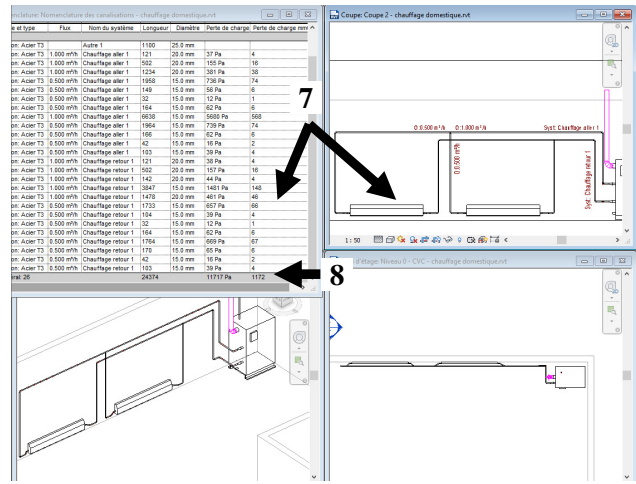 nclature: Nomenclature des canalisations - chauffage domestique.rvt
e et type Flux Nom du système Longueur Diamètre Perte de charge Perte de charge mm
on: Acier T3 Autre 1 1100 25.0 mm
on: Acier T3 1.000 m³/h Chauffage aller 1 121 20.0 mm 37 Pa 4
on: Acier T3 1.000 m³/h Chauffage aller 1 502 20.0 mm 155 Pa 16
on: Acier T3 1.000 m³/h Chauffage aller 1 1234 20.0 mm 381 Pa 38
on: Acier T3 0.500 m³/h Chauffage aller 1 1958 15.0 mm 736 Pa 74
on: Acier T3 0.500 m³/h Chauffage aller 1 149 15.0 mm 56 Pa 6
on: Acier T3 0.500 m³/h Chauffage aller 1 32 15.0 mm 12 Pa 1
on: Acier T3 0.500 m³/h Chauffage aller 1 164 15.0 mm 62 Pa 6
on: Acier T3 1.000 m³/h Chauffage aller 1 6638 15.0 mm 5680 Pa 568
on: Acier T3 0.500 m³/h Chauffage aller 1 1964 15.0 mm 739 Pa 74
on: Acier T3 0.500 m³/h Chauffage aller 1 166 15.0 mm 62 Pa 6
on: Acier T3 0.500 m³/h Chauffage aller 1 42 15.0 mm 16 Pa 2
on: Acier T3 0.500 m³/h Chauffage aller 1 103 15.0 mm 39 Pa 4
on: Acier T3 1.000 m³/h Chauffage retour 1 121 20.0 mm 38 Pa 4
on: Acier T3 1.000 m³/h Chauffage retour 1 502 20.0 mm 157 Pa 16
on: Acier T3 1.000 m³/h Chauffage retour 1 142 20.0 mm 44 Pa 4
on: Acier T3 0.500 m³/h Chauffage retour 1 3847 15.0 mm 1481 Pa 148
on: Acier T3 1.000 m³/h Chauffage retour 1 1478 20.0 mm 461 Pa 46
on: Acier T3 0.500 m³/h Chauffage retour 1 1733 15.0 mm 657 Pa 66
on: Acier T3 0.500 m³/h Chauffage retour 1 104 15.0 mm 39 Pa 4
on: Acier T3 0.500 m³/h Chauffage retour 1 32 15.0 mm 12 Pa 1
on: Acier T3 0.500 m³/h Chauffage retour 1 164 15.0 mm 62 Pa 6
on: Acier T3 0.500 m³/h Chauffage retour 1 1764 15.0 mm 669 Pa 67
on: Acier T3 0.500 m³/h Chauffage retour 1 170 15.0 mm 65 Pa 6
on: Acier T3 0.500 m³/h Chauffage retour 1 42 15.0 mm 16 Pa 2
on: Acier T3 0.500 m³/h Chauffage retour 1 103 15.0 mm 39 Pa 4
éral: 26 24374 11717 Pa 1172
7
8
Coupe: Coupe 2 - chauffage domestique.rvt
0:0.500 m³/h 0:1.000 m³/h Syst: Chauffage aller 1
0:0.500 m³/h
Syst: Chauffage retour 1
1 : 50
d'étage: Niveau 0 - CVC - chauffage domestique.rvt